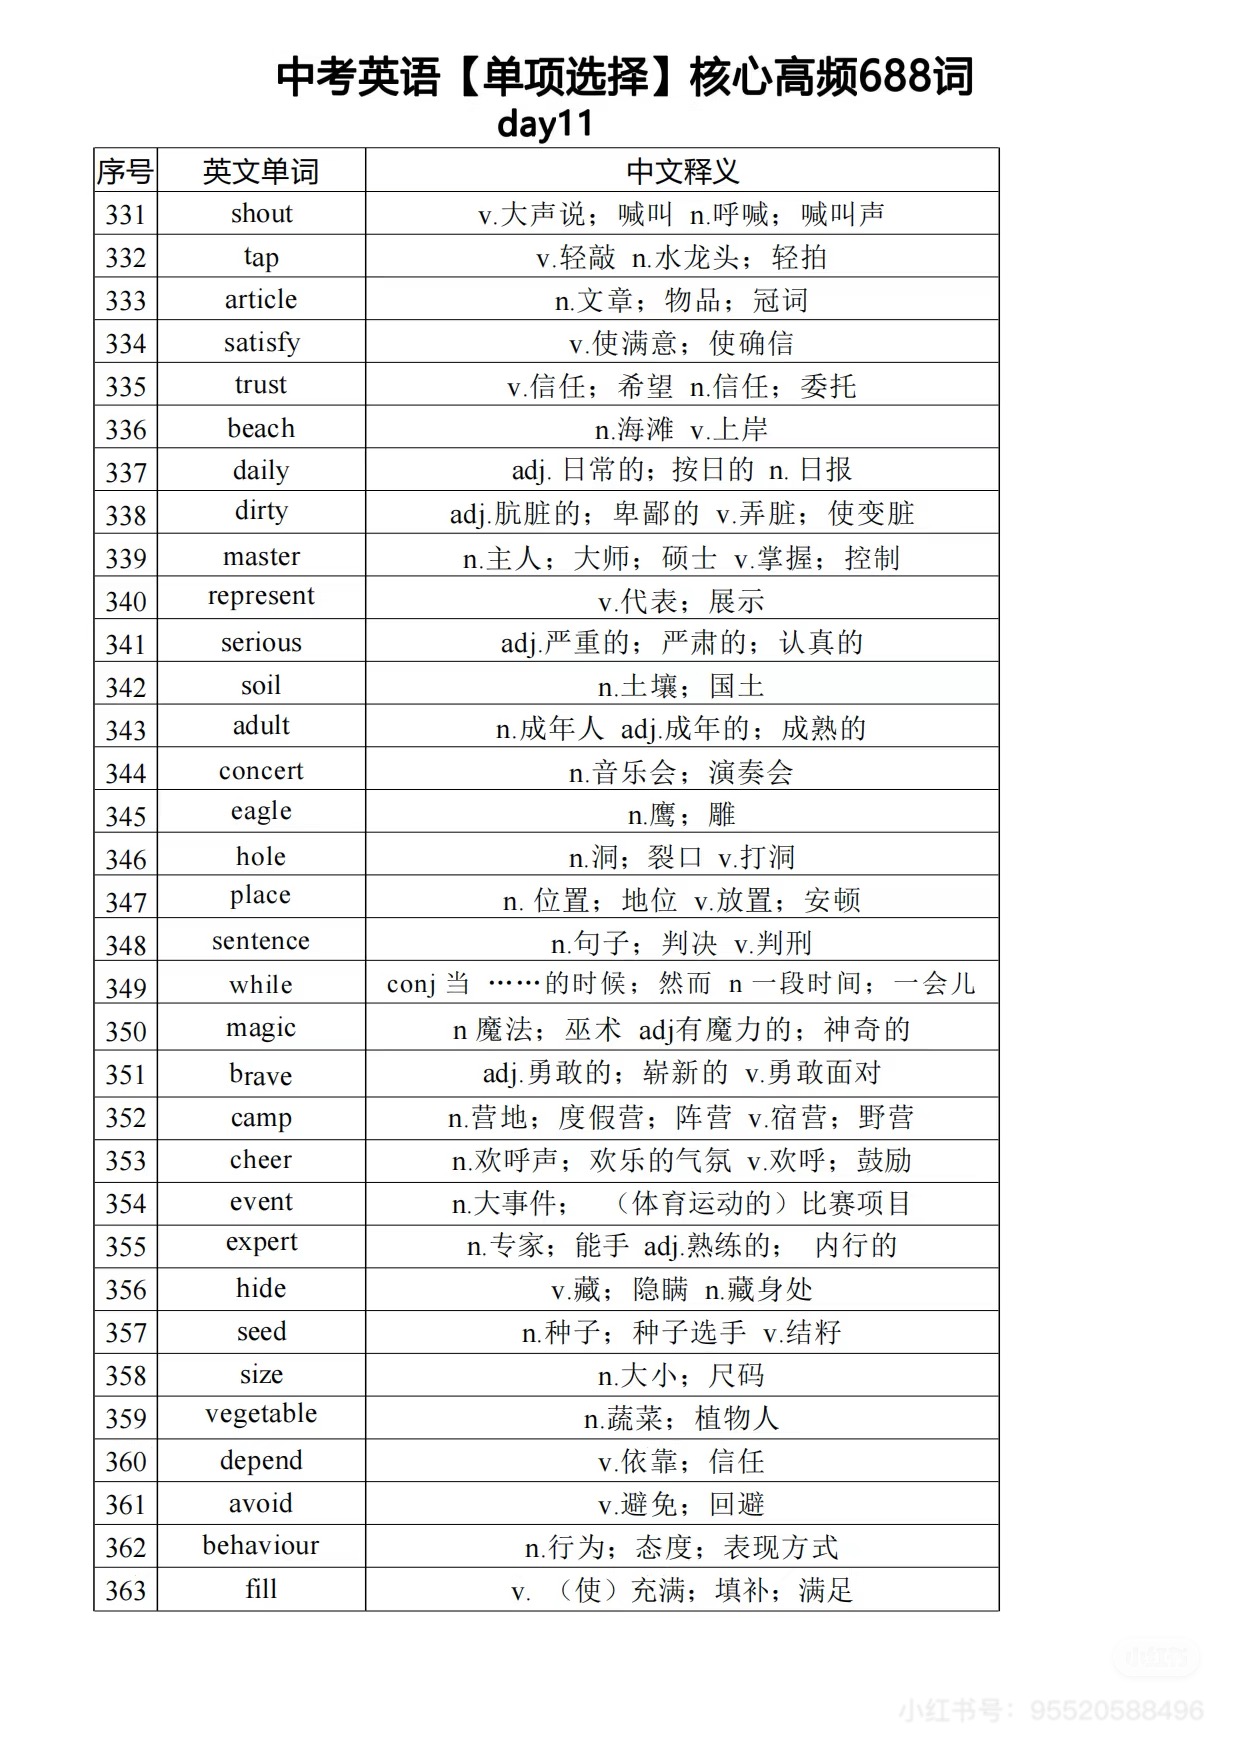 中考英语【单项选择】核心高频688词
day11
序号 英文单词 中文释义
331 shout v.大声说；喊叫 n.呼喊；喊叫声
332 tap v.轻敲 n.水龙头；轻拍
333 article n.文章；物品；冠词
334 satisfy v.使满意；使确信
335 trust v.信任；希望 n.信任；委托
336 beach n.海滩 v.上岸
337 daily adj. 日常的；按日的 n. 日报
338 dirty adj.肮脏的；卑鄙的 v.弄脏；使变脏
339 master n.主人；大师；硕士 v.掌握；控制
340 represent v.代表；展示
341 serious adj.严重的；严肃的；认真的
342 soil n.土壤；国土
343 adult n.成年人 adj.成年的；成熟的
344 concert n.音乐会；演奏会
345 eagle n.鹰；雕
346 hole n.洞；裂口 v.打洞
347 place n. 位置；地位 v.放置；安顿
348 sentence n.句子；判决 v.判刑
349 while conj 当 ……的时候；然而 n 一段时间；一会儿
350 magic n 魔法；巫术 adj有魔力的；神奇的
351 brave adj.勇敢的；崭新的 v.勇敢面对
352 camp n.营地；度假营；阵营 v.宿营；野营
353 cheer n.欢呼声；欢乐的气氛 v.欢呼；鼓励
354 event n.大事件； （体育运动的）比赛项目
355 expert n.专家；能手 adj.熟练的； 内行的
356 hide v.藏；隐瞒 n.藏身处
357 seed n.种子；种子选手 v.结籽
358 size n.大小；尺码
359 vegetable n.蔬菜；植物人
360 depend v.依靠；信任
361 avoid v.避免；回避
362 behaviour n.行为；态度；表现方式
363 fill v. （使）充满；填补；满足
小红书
小红书号：95520588496